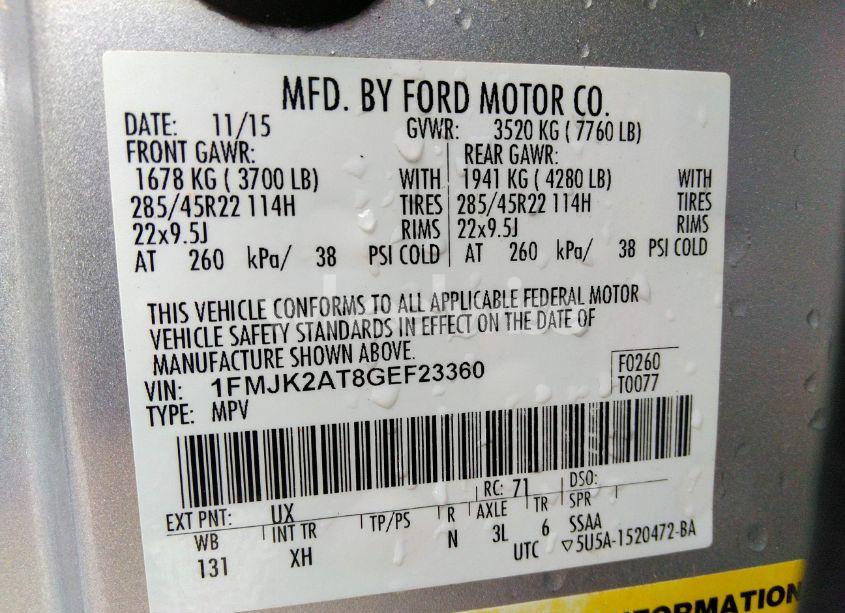 MFD. BY FORD MOTOR CO.
DATE: 11/15 GVWR: 3520 KG ( 7760 LB)
FRONT GAWR: REAR GAWR:
1678 KG ( 3700 LB) WITH 1941 KG ( 4280 LB) WITH
285/45R22 114H TIRES 285/45R22 114H TIRES
22x9.5J RIMS 22x9.5J RIMS
AT 260 kPa/ 38 PSI COLD AT 260 kPa/ 38 PSI COLD
THIS VEHICLE CONFORMS TO ALL APPLICABLE FEDERAL MOTOR
VEHICLE SAFETY STANDARDS IN EFFECT ON THE DATE OF
MANUFACTURE SHOWN ABOVE.
VIN: 1FMJK2AT8GEF23360 F0260
TYPE: MPV T0077
EXT PNT: UX RC: 71 DSO:
WB INT TR TP/PS R AXLE TR SPR
131 XH N 3L 6 SSAA
UTC ▽5U5A-1520472-BA
INFORMATION